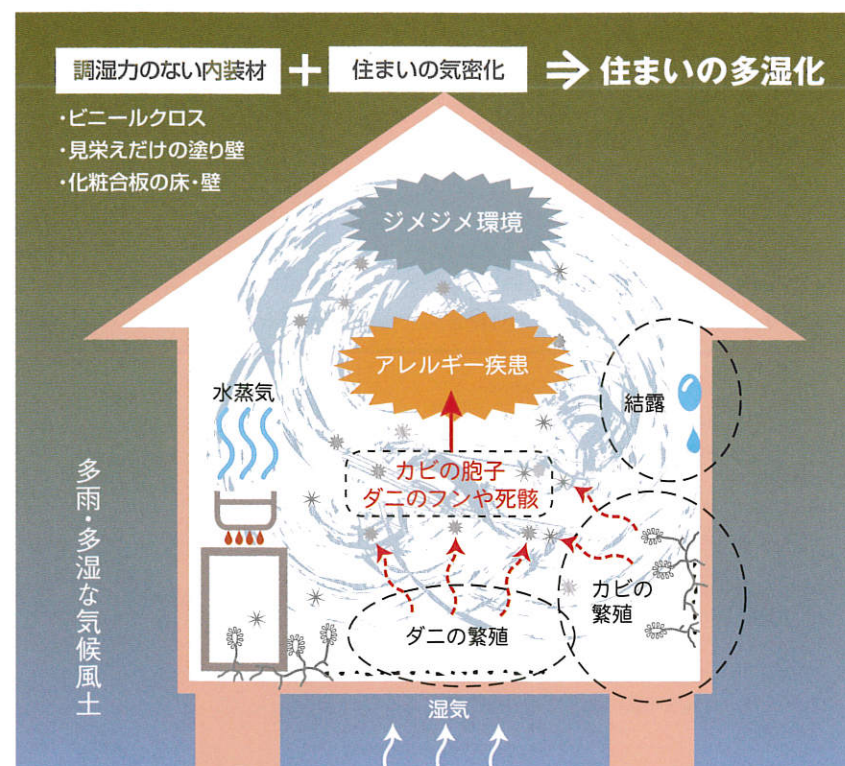 調湿力のない内装材 + 住まいの気密化 ⇒ 住まいの多湿化
・ビニールクロス
・見栄えだけの塗り壁
・化粧合板の床・壁
ジメジメ環境
アレルギー疾患
水蒸気
結露
カビの胞子
ダニのフンや死骸
カビの
繁殖
ダニの繁殖
多雨・多湿な気候風土
湿気